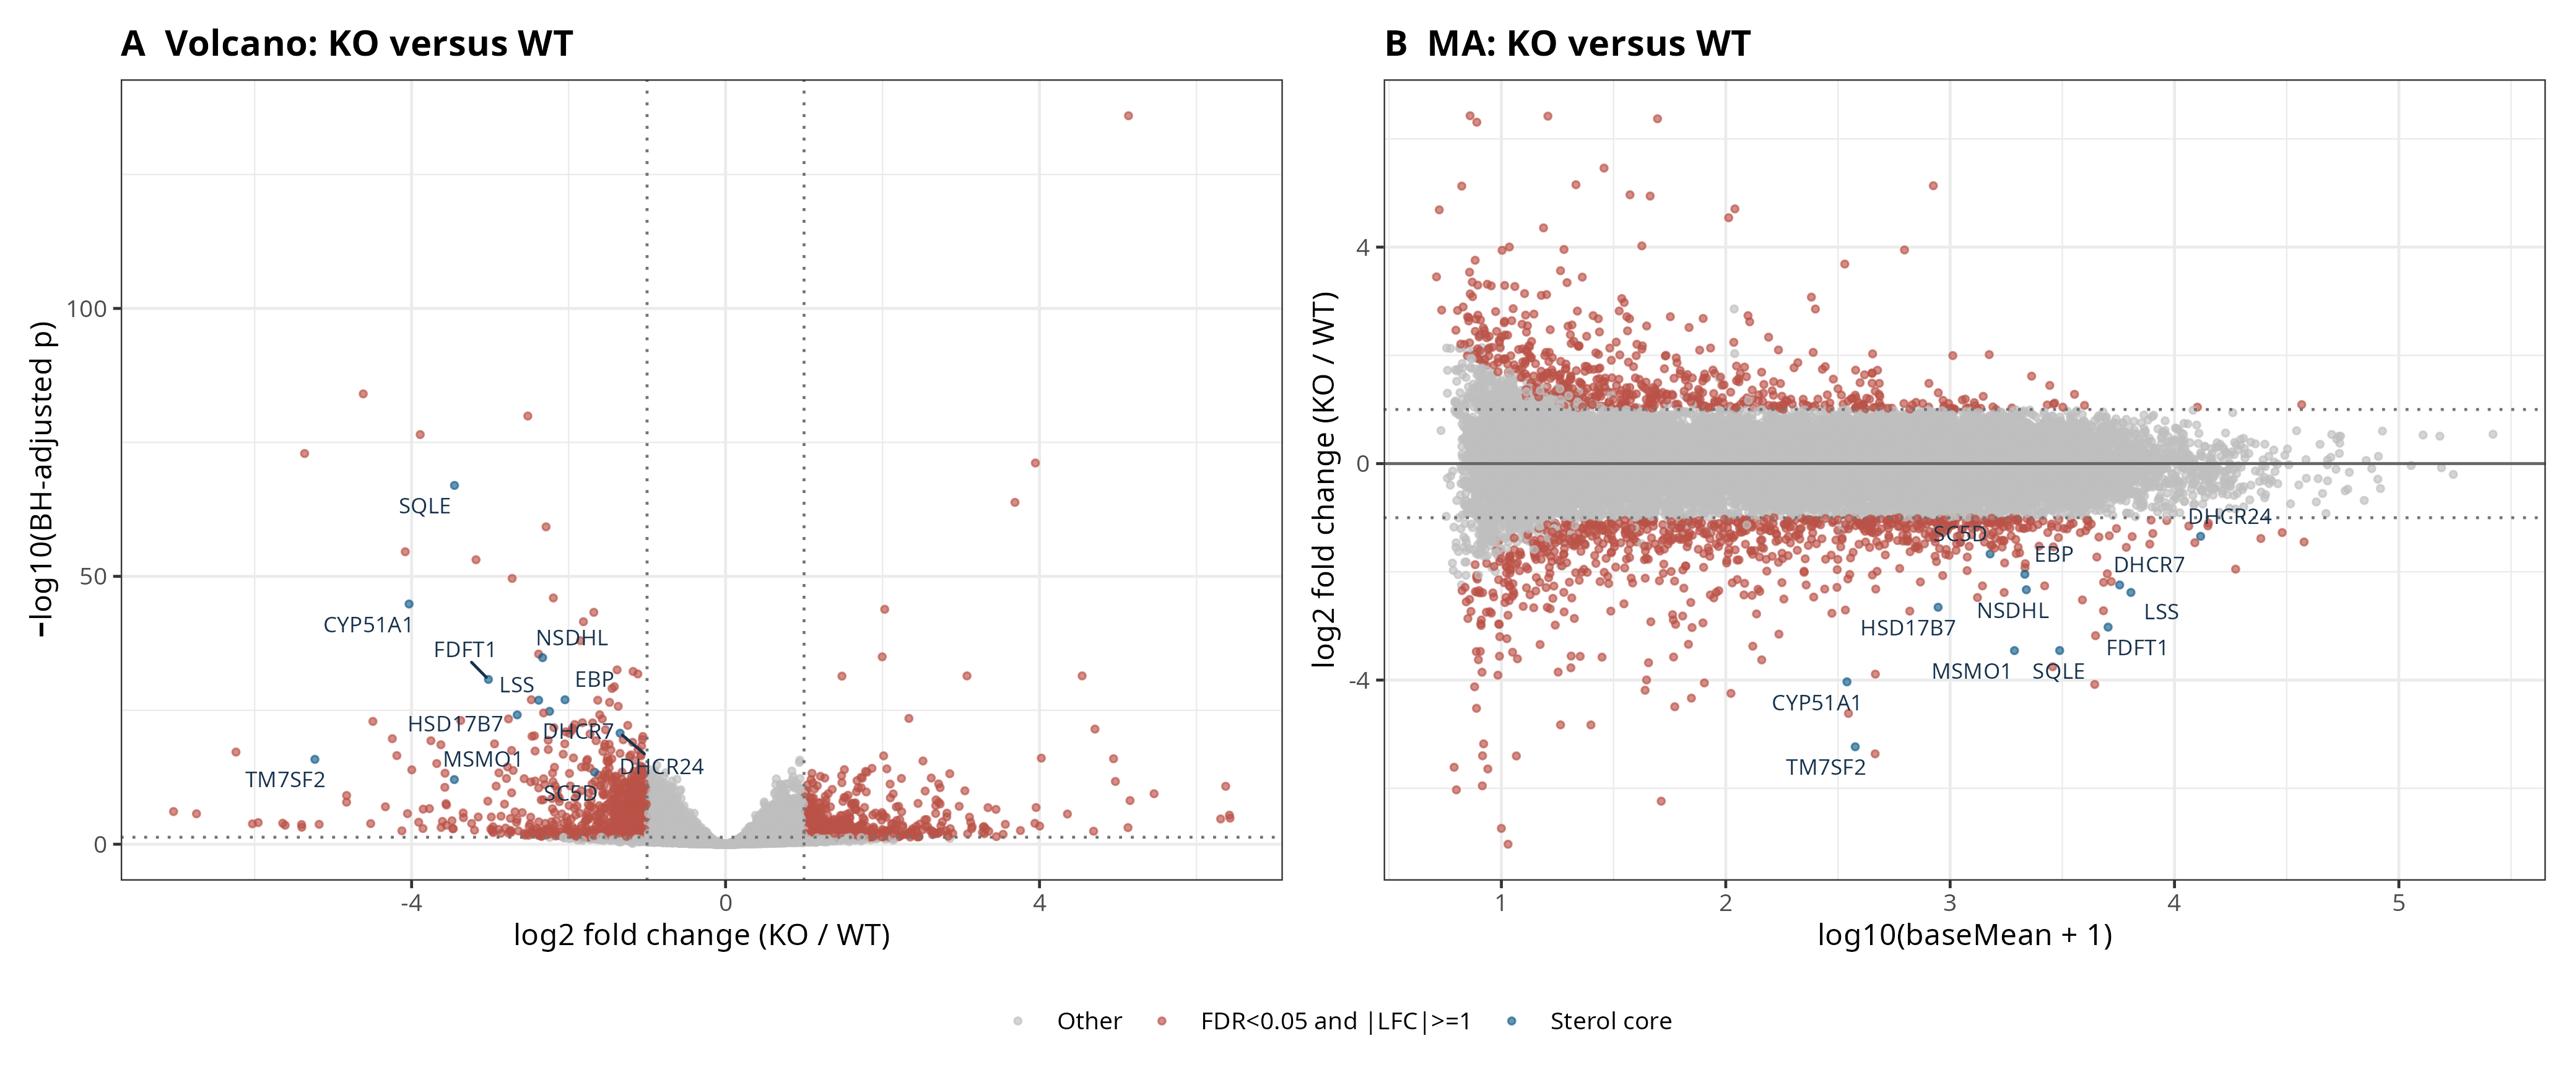 A Volcano: KO versus WT
−log10(BH-adjusted p)
100
50
0
SQLE
CYP51A1
NSDHL
FDFT1
LSS
EBP
HSD17B7
DHCR7
MSMO1
DHCR24
TM7SF2
SC5D
-4
0
4
log2 fold change (KO / WT)
B MA: KO versus WT
log2 fold change (KO / WT)
4
0
-4
DHCR24
SC5D
EBP
DHCR7
NSDHL
LSS
HSD17B7
FDFT1
MSMO1
SQLE
CYP51A1
TM7SF2
1
2
3
4
5
log10(baseMean + 1)
Other
FDR<0.05 and |LFC|>=1
Sterol core